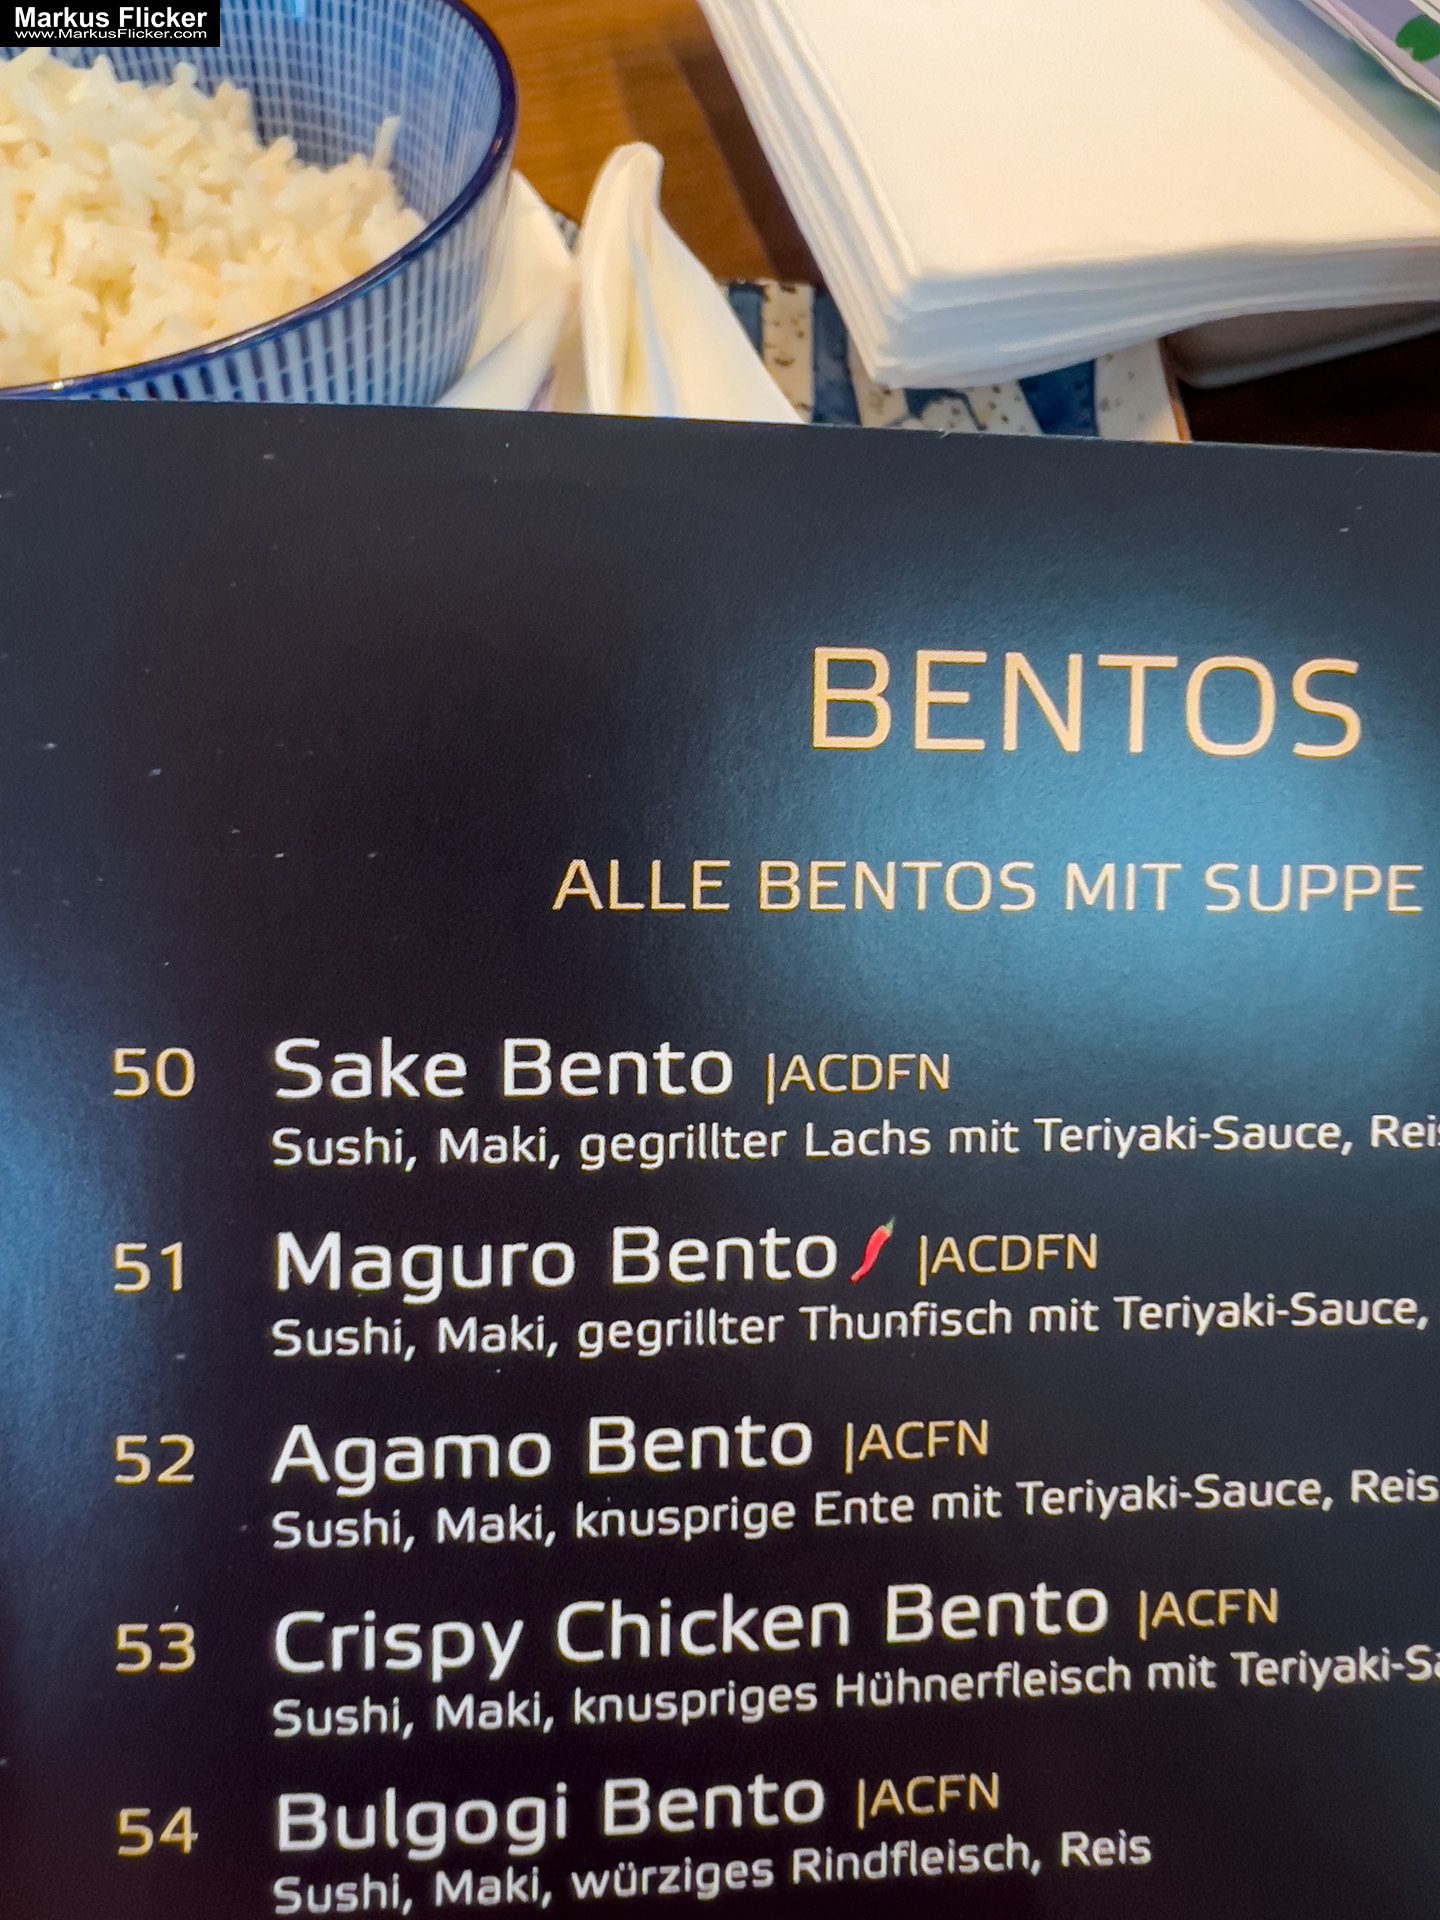 Markus Flicker
www.MarkusFlicker.com
BENTOS
ALLE BENTOS MIT SUPPE
50 Sake Bento |ACDFN
Sushi, Maki, gegrillter Lachs mit Teriyaki-Sauce, Reis
51 Maguro Bento |ACDFN
Sushi, Maki, gegrillter Thunfisch mit Teriyaki-Sauce,
52 Agamo Bento |ACFN
Sushi, Maki, knusprige Ente mit Teriyaki-Sauce, Reis
53 Crispy Chicken Bento |ACFN
Sushi, Maki, knuspriges Hühnerfleisch mit Teriyaki-Sa
54 Bulgogi Bento |ACFN
Sushi, Maki, würziges Rindfleisch, Reis